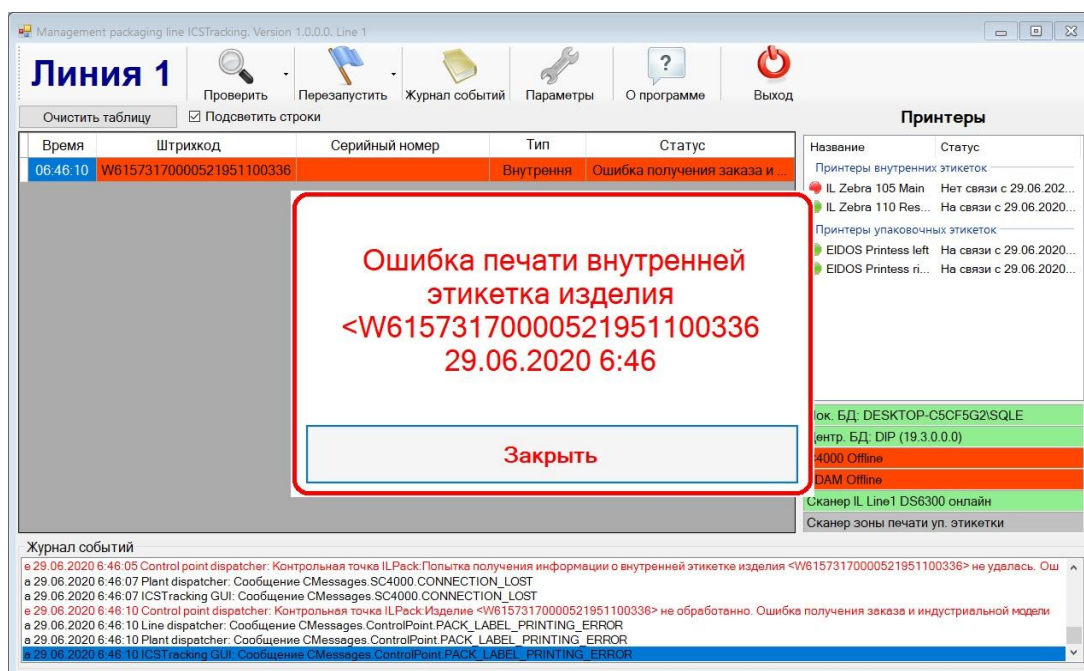 Management packaging line ICSTracking. Version 1.0.0.0. Line 1
Линия 1
Проверить
Перезапустить
Журнал событий
Параметры
?
О программе
Выход
Очистить таблицу
Подсветить строки
Принтеры
Время Штрихкод Серийный номер Тип Статус
06:46:10 W61573170000521951100336 Внутрення Ошибка получения заказа и ...
Название Статус
Принтеры внутренних этикеток
IL Zebra 105 Main Нет связи с 29.06.202...
IL Zebra 110 Res... На связи с 29.06.2020...
Принтеры упаковочных этикеток
EIDOS Printess left На связи с 29.06.2020...
EIDOS Printess ri... На связи с 29.06.2020...
Ошибка печати внутренней
этикетка изделия
<W61573170000521951100336
29.06.2020 6:46
Закрыть
БД: DESKTOP-C5CF5G2\SQLE
БД: DIP (19.3.0.0.0)
Offline
Offline
Сканер IL Line1 DS6300 онлайн
Сканер зоны печати уп. этикетки
Журнал событий
e 29.06.2020 6:46:05 Control point dispatcher: Контрольная точка ILPack:Попытка получения информации о внутренней этикетке изделия <W61573170000521951100336> не удалась. Ош
a 29.06.2020 6:46:07 Plant dispatcher: Сообщение CMessages.SC4000.CONNECTION_LOST
a 29.06.2020 6:46:07 ICSTracking GUI: Сообщение CMessages.SC4000.CONNECTION_LOST
e 29.06.2020 6:46:10 Control point dispatcher: Контрольная точка ILPack:Изделие <W61573170000521951100336> не обработанно. Ошибка получения заказа и индустриальной модели
a 29.06.2020 6:46:10 Line dispatcher: Сообщение CMessages.ControlPoint.PACK_LABEL_PRINTING_ERROR
a 29.06.2020 6:46:10 Plant dispatcher: Сообщение CMessages.ControlPoint.PACK_LABEL_PRINTING_ERROR
a 29.06.2020 6:46:10 ICSTracking GUI: Сообщение CMessages.ControlPoint.PACK_LABEL_PRINTING_ERROR